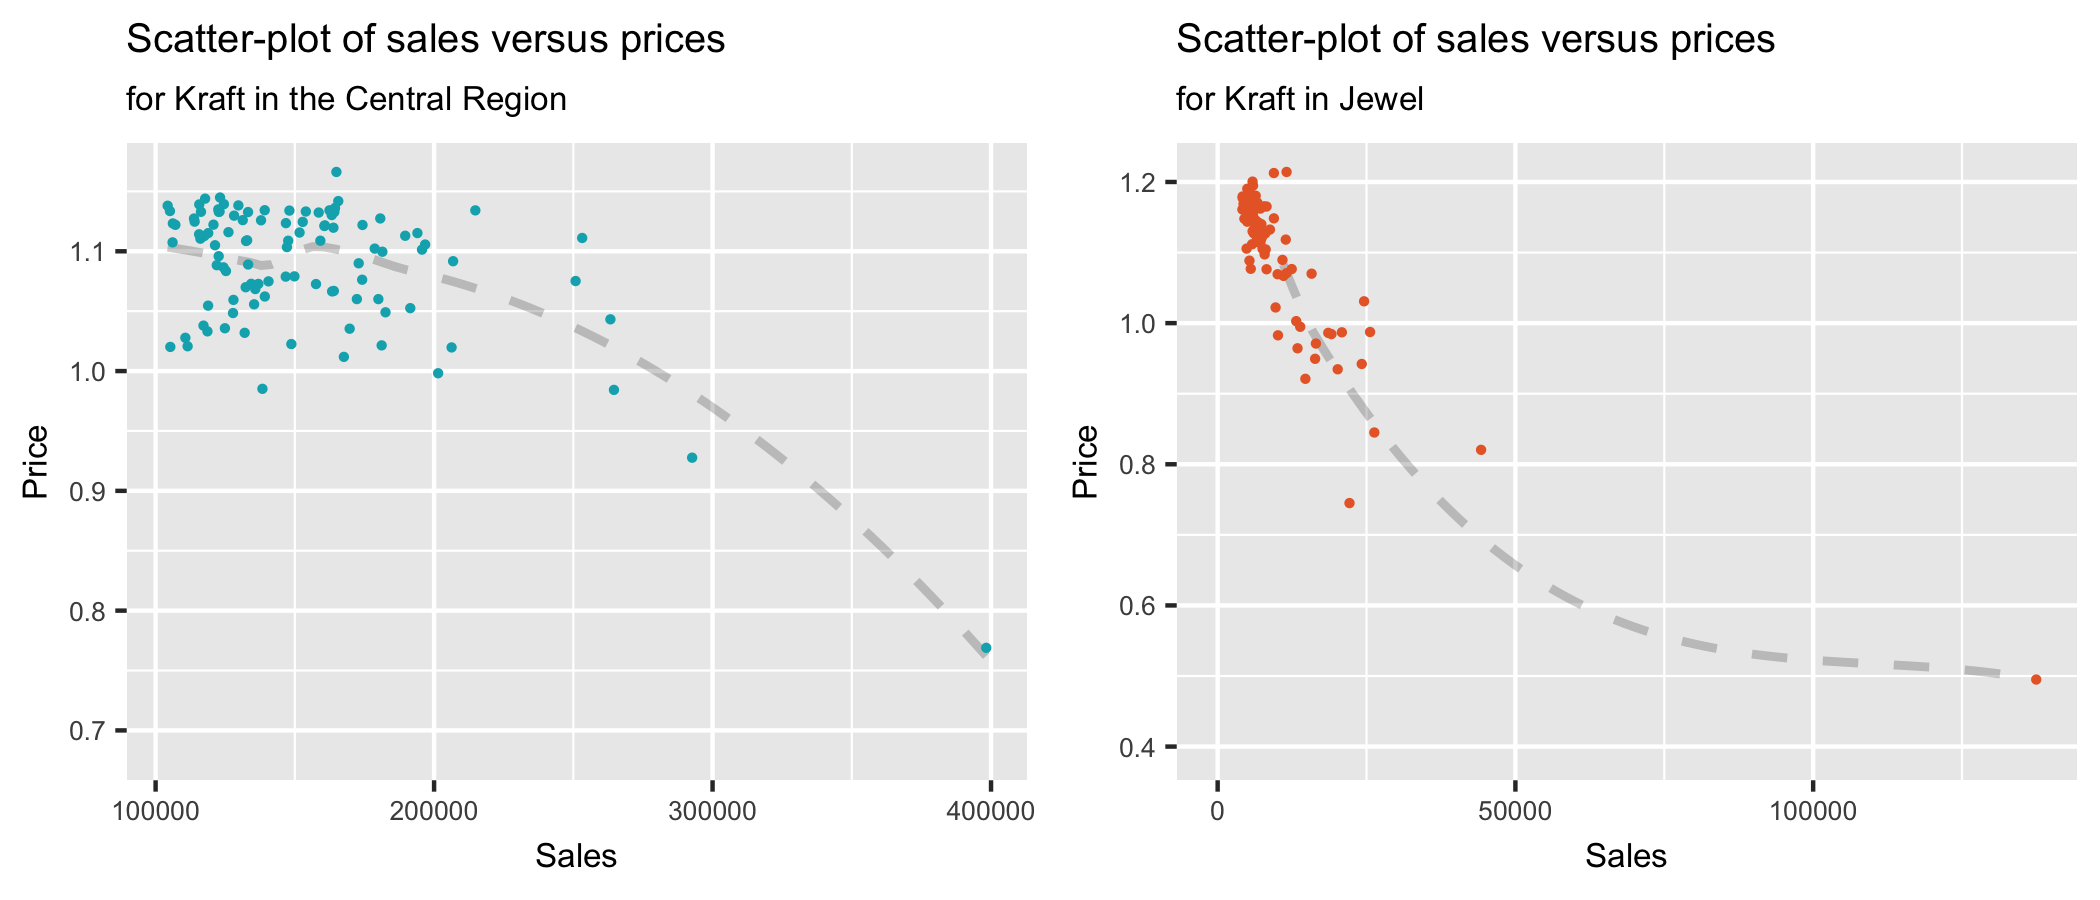 Scatter-plot of sales versus prices
for Kraft in the Central Region
Price
1.1
1.0
0.9
0.8
0.7
100000 200000 300000 400000
Sales
Scatter-plot of sales versus prices
for Kraft in Jewel
Price
1.2
1.0
0.8
0.6
0.4
0 50000 100000
Sales